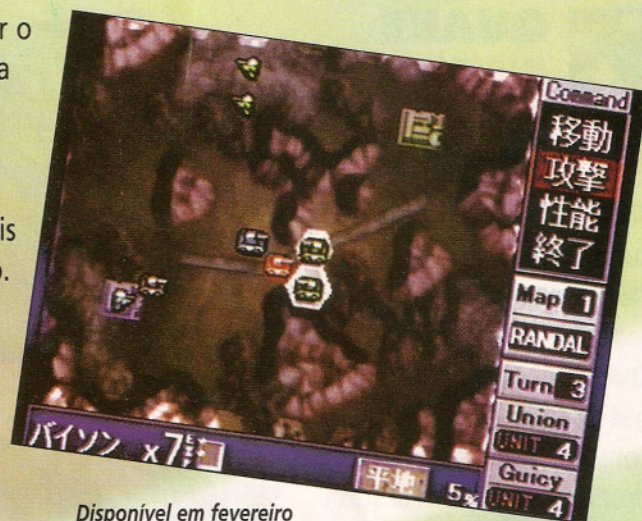 r o
a
is
o.
Command
移動
攻撃
性能
終了
Map 1
RANDAL
Turn 3
Union
UNIT 4
Guicy
UNIT 4
バイソン x7
平地 5%
Disponível em fevereiro